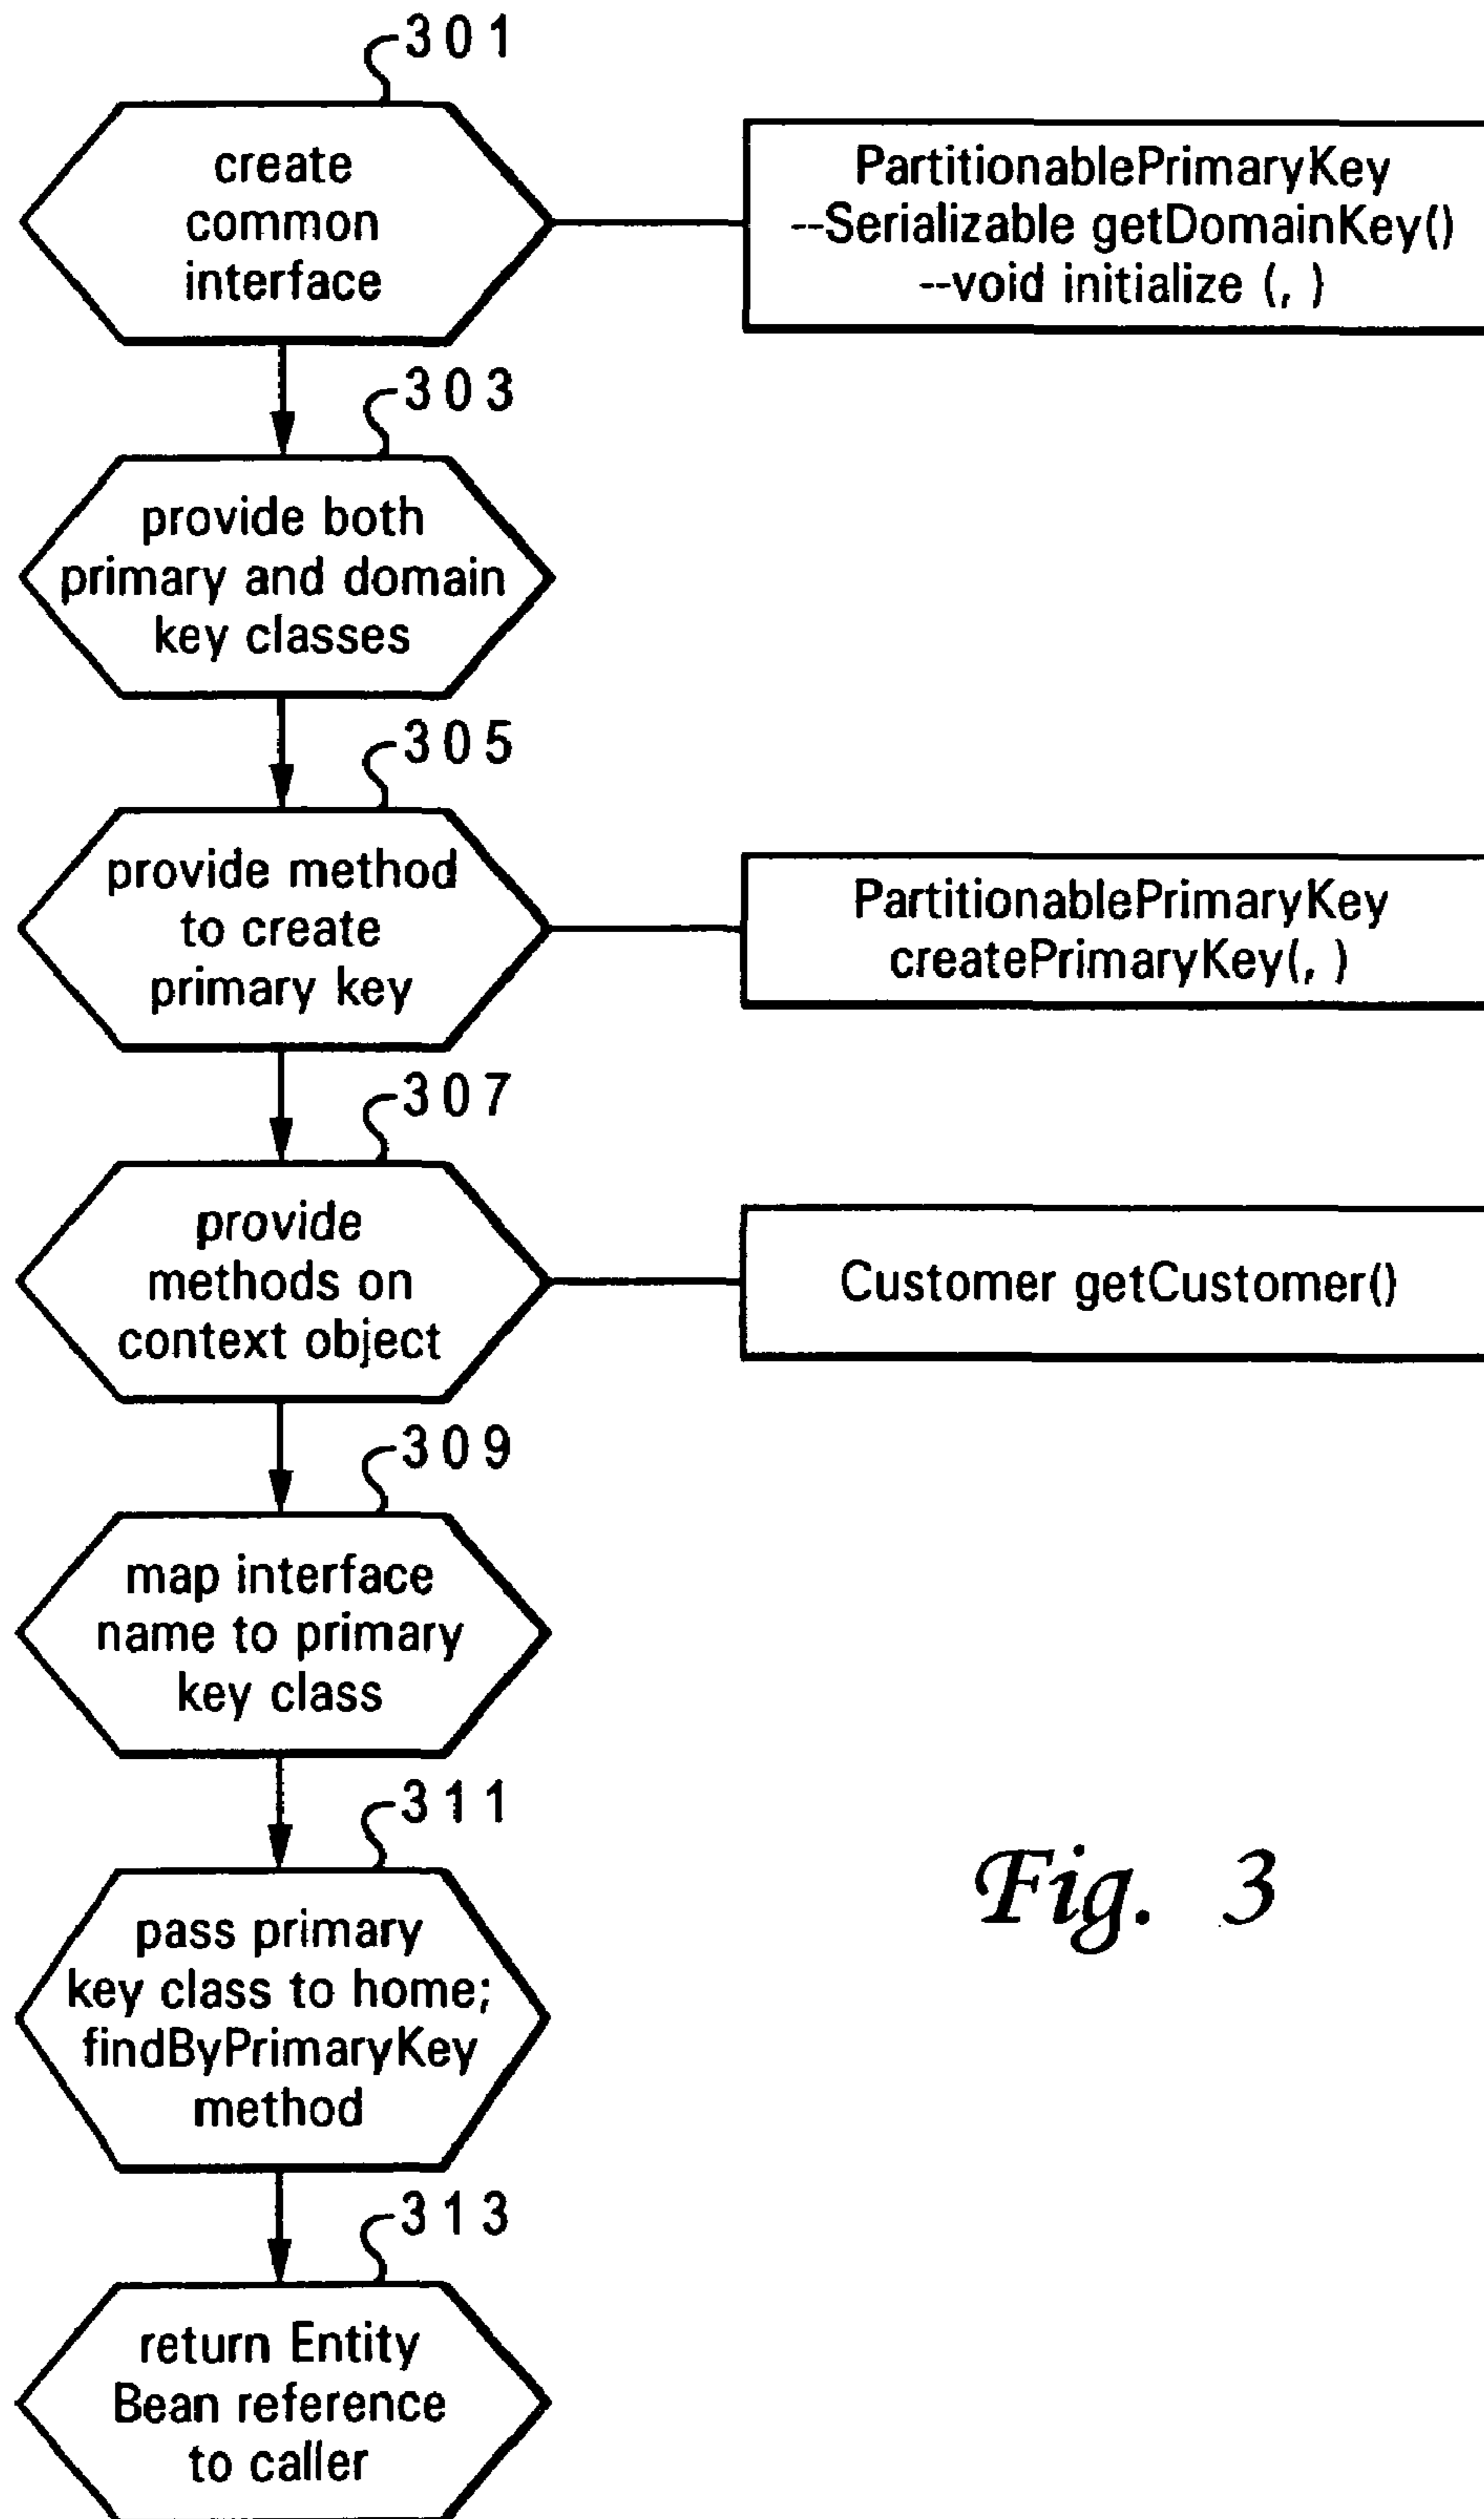 301
create
common
interface
PartitionablePrimaryKey
--Serializable getDomainKey()
--void initialize (, )
303
provide both
primary and domain
key classes
305
provide method
to create
primary key
PartitionablePrimaryKey
createPrimaryKey(, )
307
provide
methods on
context object
Customer getCustomer()
309
map interface
name to primary
key class
311
pass primary
key class to home;
findByPrimaryKey
method
Fig. 3
313
return Entity
Bean reference
to caller